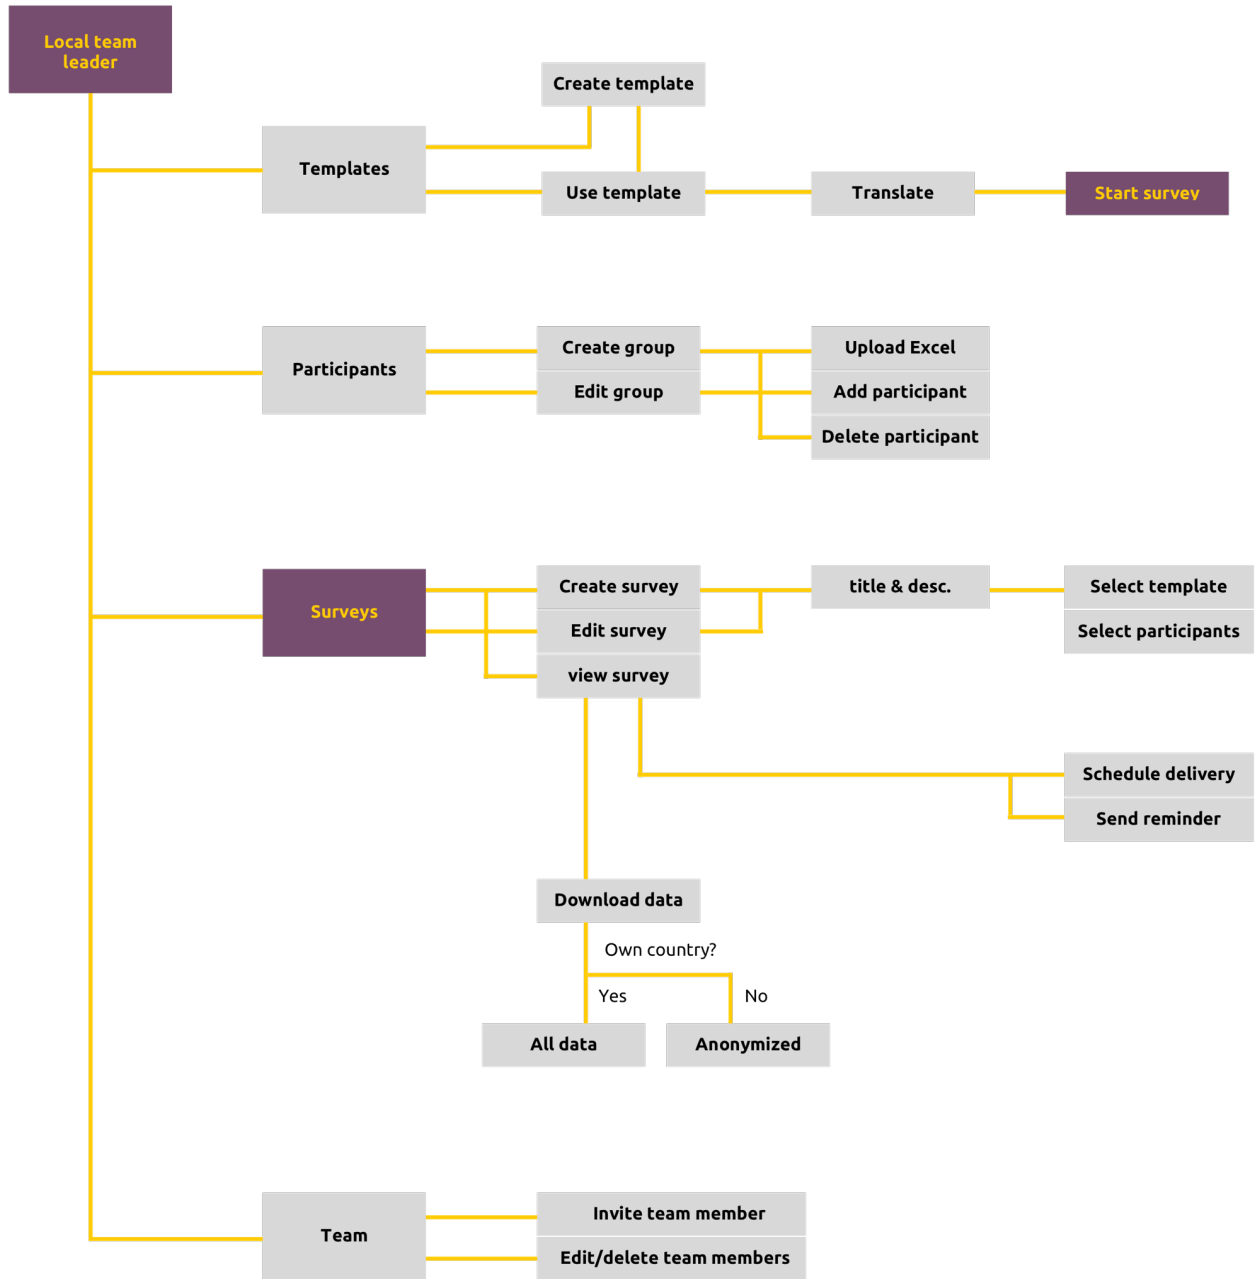 Local team
leader
Create template
Templates
Use template
Translate
Start survey
Participants
Create group
Upload Excel
Edit group
Add participant
Delete participant
Surveys
Create survey
title & desc.
Select template
Edit survey
Select participants
view survey
Schedule delivery
Send reminder
Download data
Own country?
Yes
No
All data
Anonymized
Team
Invite team member
Edit/delete team members